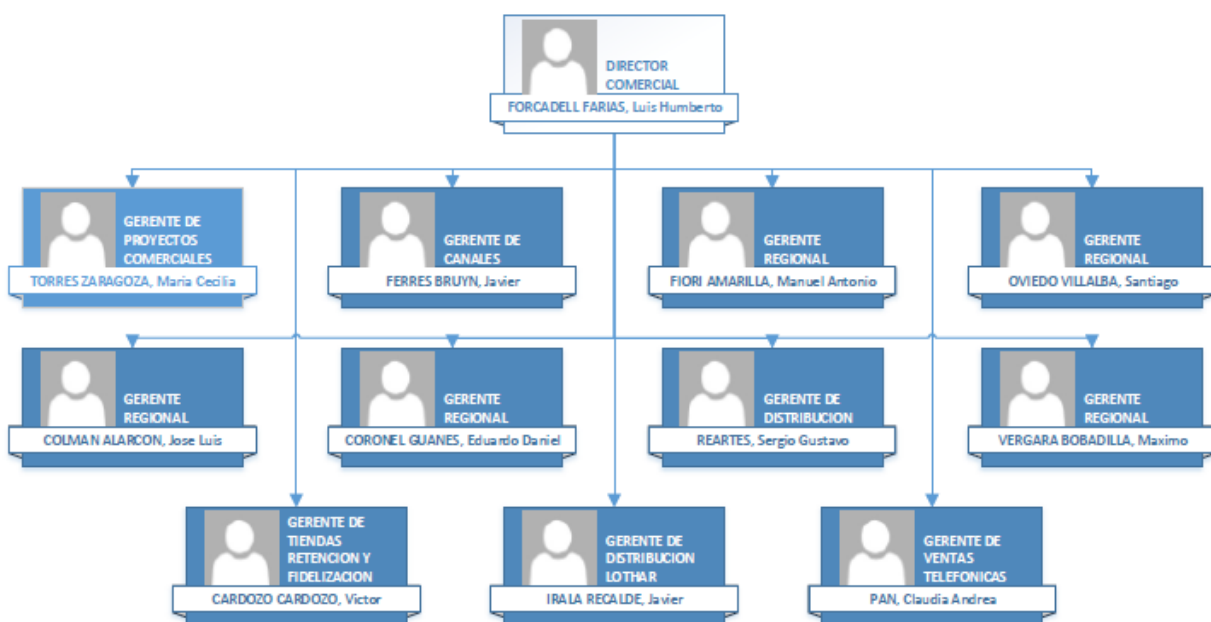 DIRECTOR
COMERCIAL
FORCADELL FARIAS, Luis Humberto
GERENTE DE
PROYECTOS
COMERCIALES
TORRES ZARAGOZA, Maria Cecilia
GERENTE DE
CANALES
FERRES BRUYN, Javier
GERENTE
REGIONAL
FIORI AMARILLA, Manuel Antonio
GERENTE
REGIONAL
OVIEDO VILLALBA, Santiago
GERENTE
REGIONAL
COLMAN ALARCON, Jose Luis
GERENTE
REGIONAL
CORONEL GUANES, Eduardo Daniel
GERENTE DE
DISTRIBUCION
REARTES, Sergio Gustavo
GERENTE
REGIONAL
VERGARA BOBADILLA, Maximo
GERENTE DE
TIENDAS
RETENCION Y
FIDELIZACION
CARDOZO CARDOZO, Victor
GERENTE DE
DISTRIBUCION
LOTHAR
IRALA RECALDE, Javier
GERENTE DE
VENTAS
TELEFONICAS
PAN, Claudia Andrea